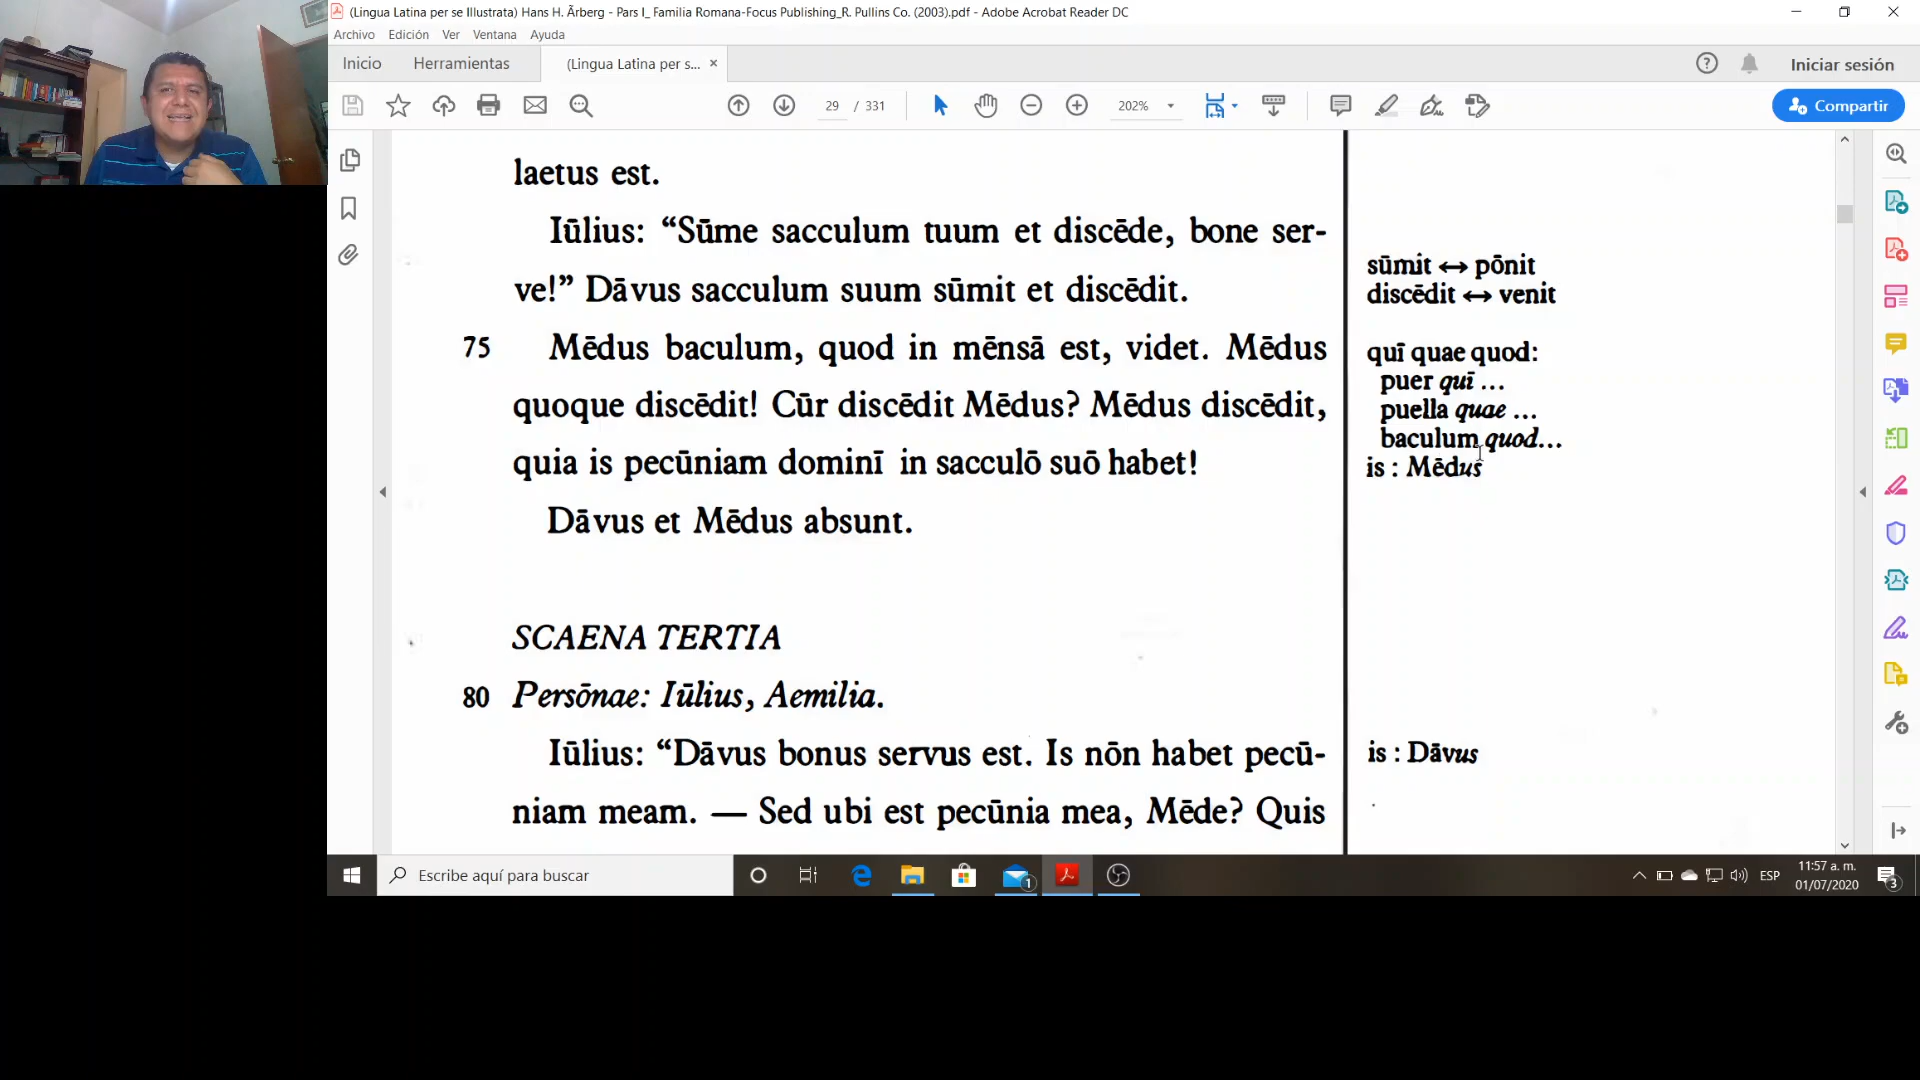 (Lingua Latina per se Illustrata) Hans H. Ãrberg - Pars I_ Familia Romana-Focus Publishing_R. Pullins Co. (2003).pdf - Adobe Acrobat Reader DC
Archivo Edición Ver Ventana Ayuda
Inicio Herramientas (Lingua Latina per s... × Iniciar sesión
29 / 331 202% Compartir
laetus est.
Iūlius: “Sūme sacculum tuum et discēde, bone ser-
ve!” Dāvus sacculum suum sūmit et discēdit.
75 Mēdus baculum, quod in mēnsā est, videt. Mēdus
quoque discēdit! Cūr discēdit Mēdus? Mēdus discēdit,
quia is pecūniam dominī in sacculō suō habet!
Dāvus et Mēdus absunt.
SCAENA TERTIA
80 Persōnae: Iūlius, Aemilia.
Iūlius: “Dāvus bonus servus est. Is nōn habet pecū-
niam meam. — Sed ubi est pecūnia mea, Mēde? Quis
sūmit ↔ pōnit
discēdit ↔ venit
quī quae quod:
puer quī ...
puella quae ...
baculum quod...
is : Mēdus
is : Dāvus
Escribe aquí para buscar
1
ESP
11:57 a. m.
01/07/2020
3